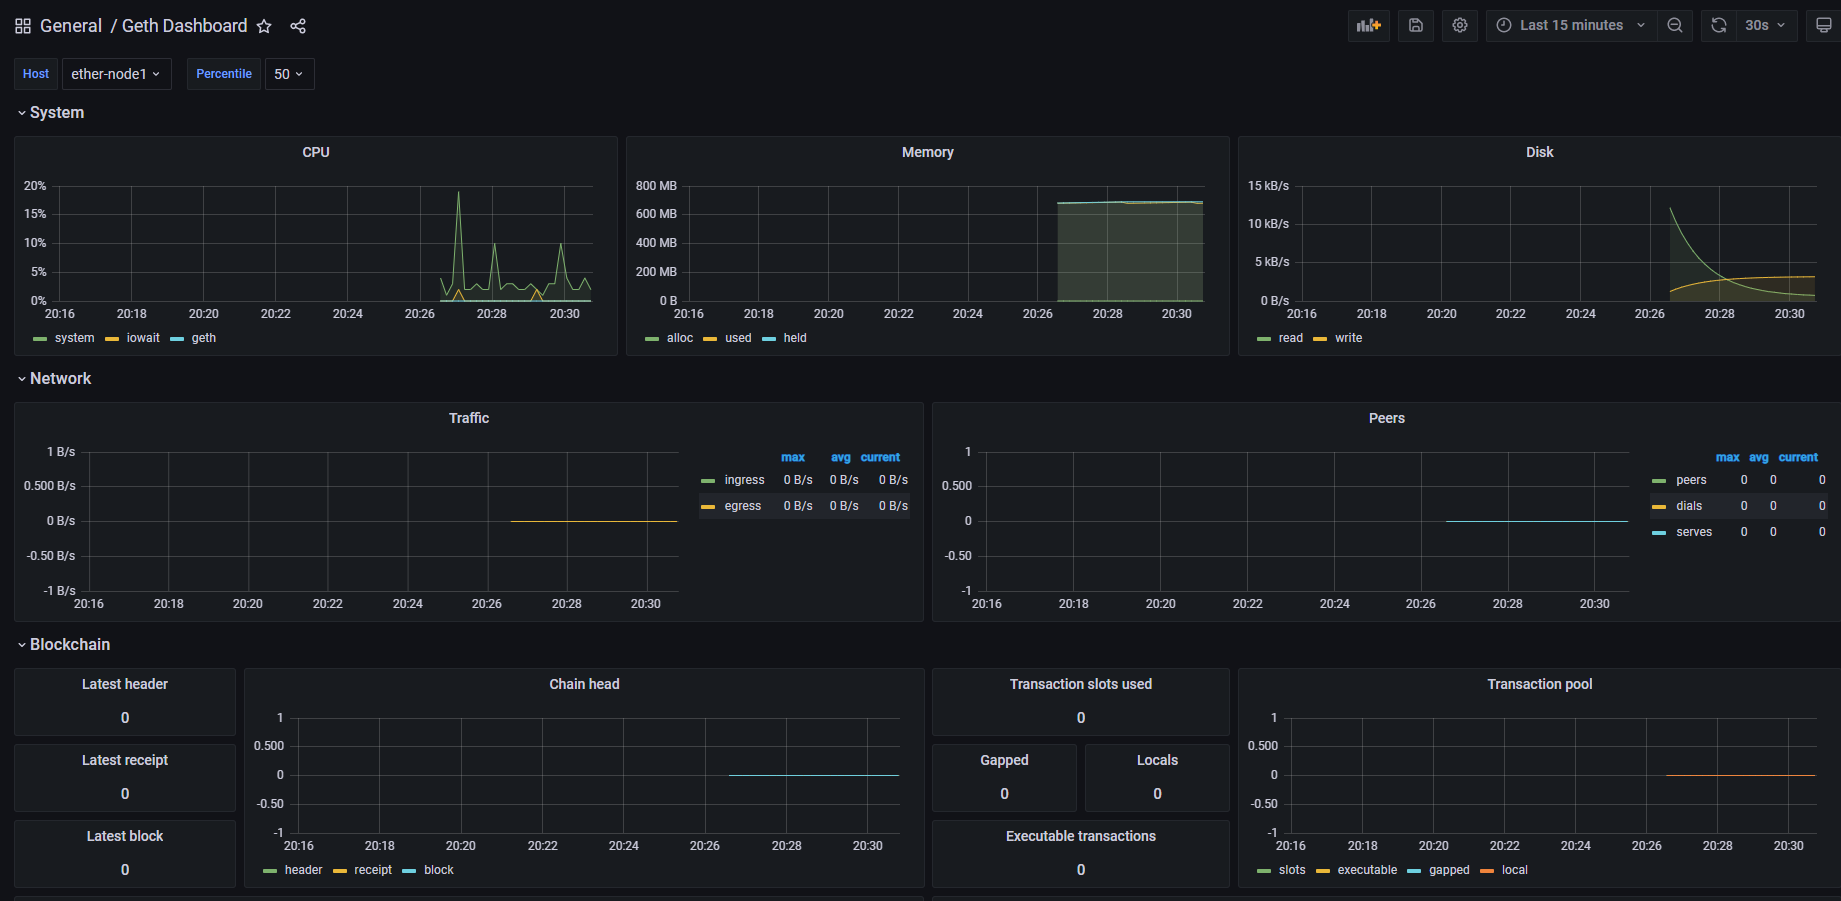 General / Geth Dashboard
Last 15 minutes
30s
Host ether-node1 Percentile 50
System
CPU
20%
15%
10%
5%
0%
20:16 20:18 20:20 20:22 20:24 20:26 20:28 20:30
system iowait geth
Memory
800 MB
600 MB
400 MB
200 MB
0 B
20:16 20:18 20:20 20:22 20:24 20:26 20:28 20:30
alloc used held
Disk
15 kB/s
10 kB/s
5 kB/s
0 B/s
20:16 20:18 20:20 20:22 20:24 20:26 20:28 20:30
read write
Network
Traffic
1 B/s
0.500 B/s
0 B/s
-0.50 B/s
-1 B/s
20:16 20:18 20:20 20:22 20:24 20:26 20:28 20:30
max avg current
ingress 0 B/s 0 B/s 0 B/s
egress 0 B/s 0 B/s 0 B/s
Peers
1
0.500
0
-0.50
-1
20:16 20:18 20:20 20:22 20:24 20:26 20:28 20:30
max avg current
peers 0 0 0
dials 0 0 0
serves 0 0 0
Blockchain
Latest header
0
Latest receipt
0
Latest block
0
Chain head
1
0.500
0
-0.50
-1
20:16 20:18 20:20 20:22 20:24 20:26 20:28 20:30
header receipt block
Transaction slots used
0
Gapped
0
Locals
0
Executable transactions
0
Transaction pool
1
0.500
0
-0.50
-1
20:16 20:18 20:20 20:22 20:24 20:26 20:28 20:30
slots executable gapped local